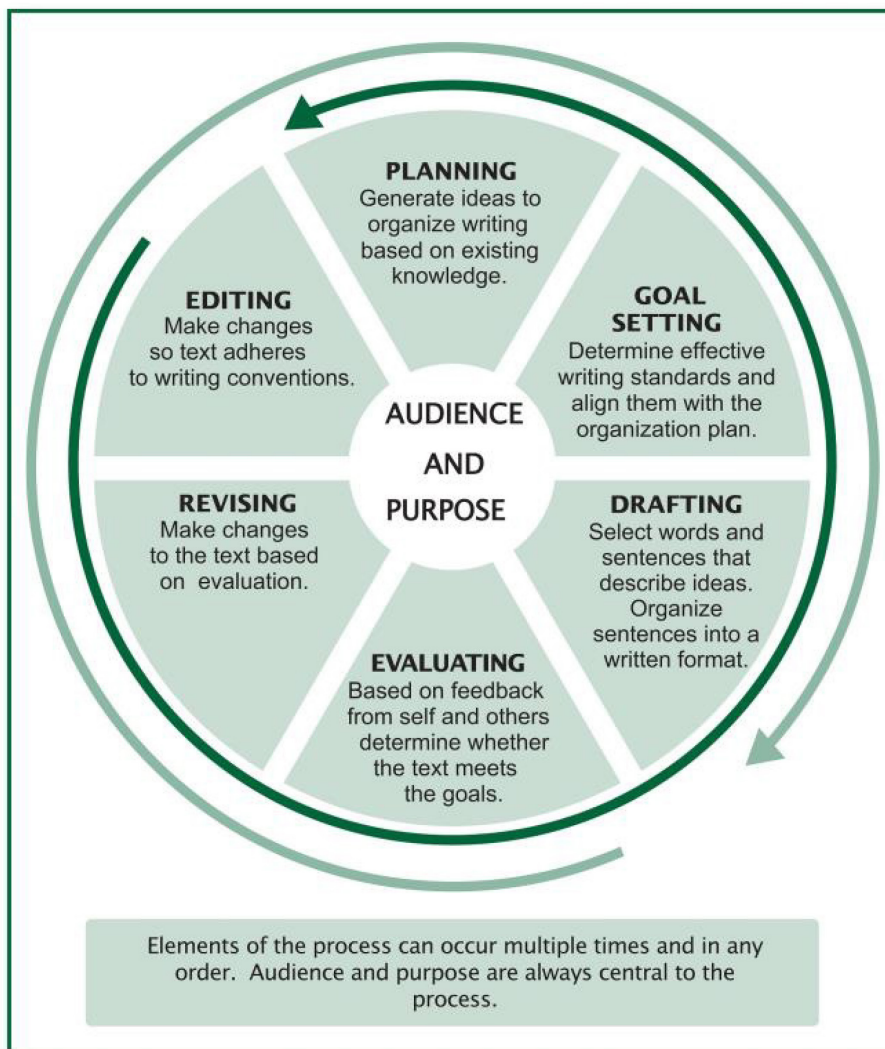 PLANNING
Generate ideas to
organize writing
based on existing
knowledge.
GOAL
SETTING
Determine effective
writing standards and
align them with the
organization plan.
DRAFTING
Select words and
sentences that
describe ideas.
Organize
sentences into a
written format.
EVALUATING
Based on feedback
from self and others
determine whether
the text meets
the goals.
REVISING
Make changes
to the text based
on evaluation.
EDITING
Make changes
so text adheres
to writing conventions.
AUDIENCE
AND
PURPOSE
Elements of the process can occur multiple times and in any
order. Audience and purpose are always central to the
process.